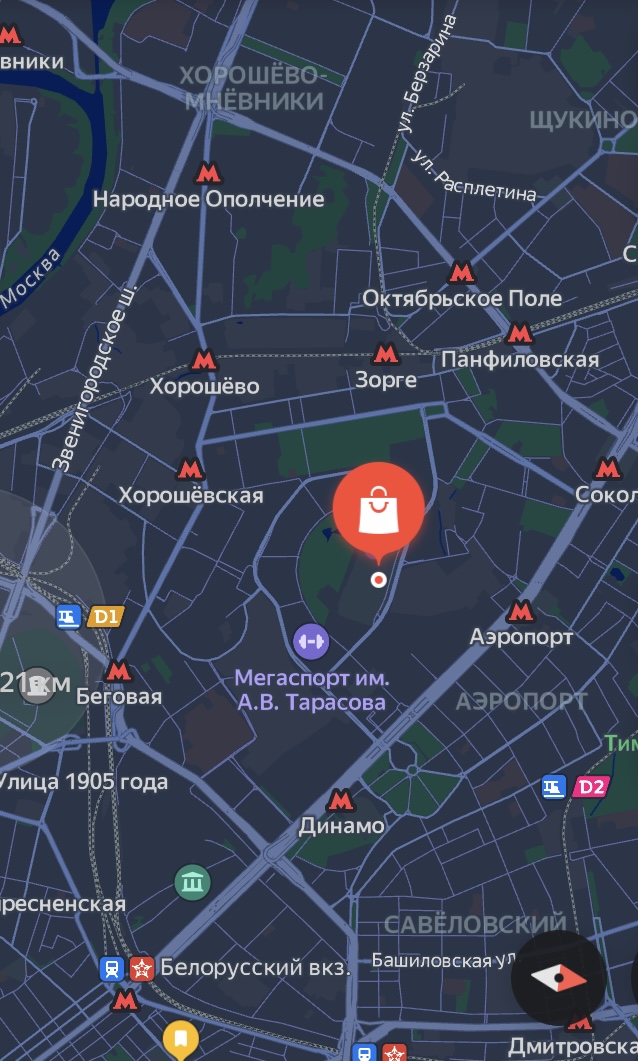 ул. Берзарина
вники
ХОРОШЁВО-
МНЁВНИКИ
ЩУКИНО
ул. Расплетина
Народное Ополчение
Москва
С
Октябрьское Поле
Звенигородское ш.
Панфиловская
Хорошёво
Зорге
Хорошёвская
Сокол
D1
Аэропорт
21 км
Беговая
Мегаспорт им.
А.В. Тарасова
АЭРОПОРТ
Тим
Улица 1905 года
D2
Динамо
ресненская
САВЁЛОВСКИЙ
Башиловская ул
Белорусский вкз.
Дмитровска